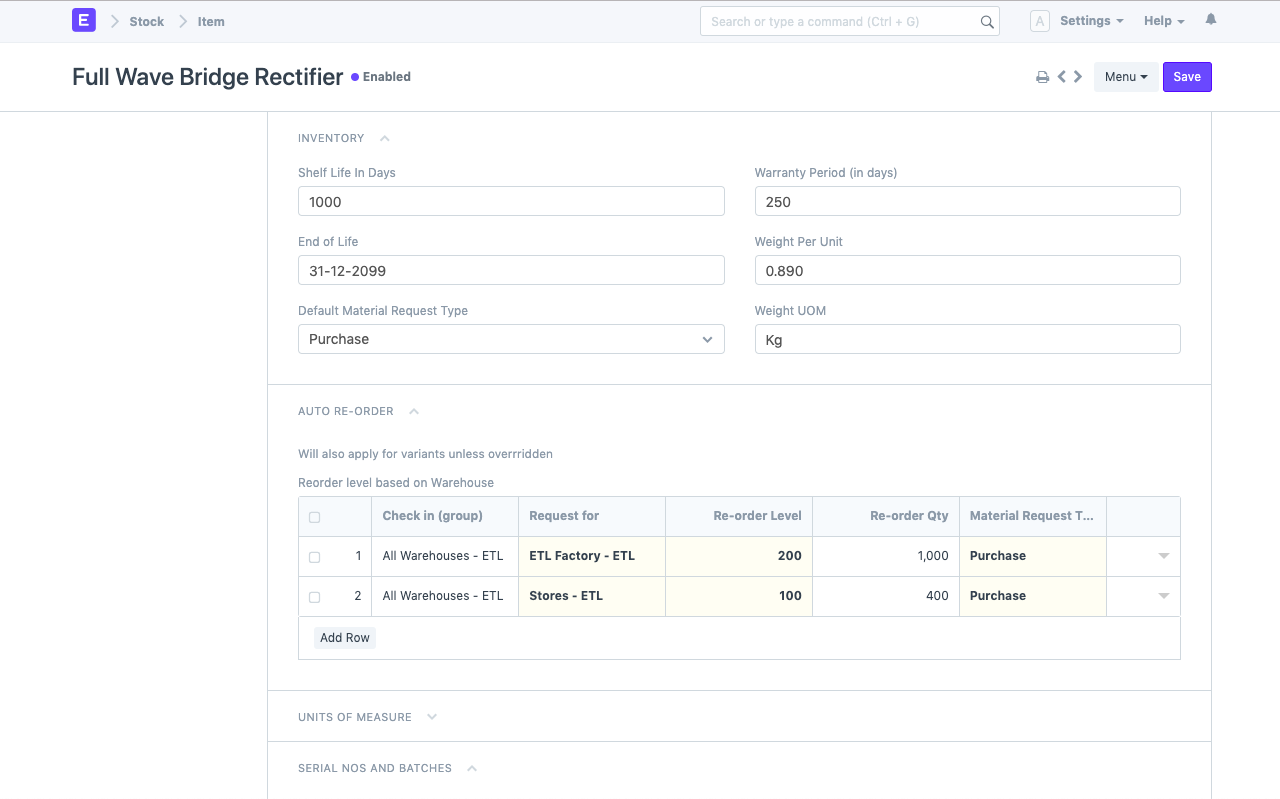 E Stock Item Search or type a command (Ctrl + G) A Settings Help
Full Wave Bridge Rectifier Enabled Menu Save
INVENTORY
Shelf Life In Days Warranty Period (in days)
1000 250
End of Life Weight Per Unit
31-12-2099 0.890
Default Material Request Type Weight UOM
Purchase Kg
AUTO RE-ORDER
Will also apply for variants unless overrridden
Reorder level based on Warehouse
Check in (group) Request for Re-order Level Re-order Qty Material Request T...
1 All Warehouses - ETL ETL Factory - ETL 200 1,000 Purchase
2 All Warehouses - ETL Stores - ETL 100 400 Purchase
Add Row
UNITS OF MEASURE
SERIAL NOS AND BATCHES